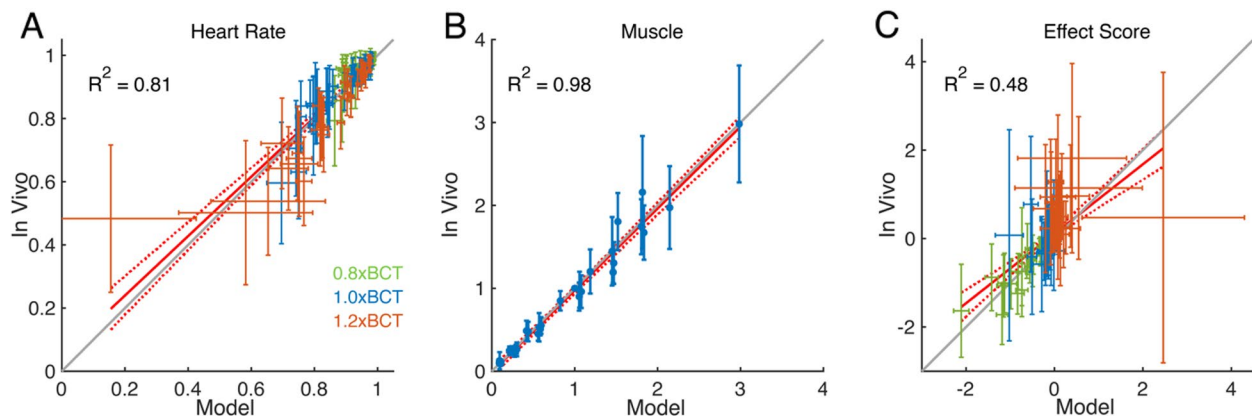 A
Heart Rate
1
0.8
0.6
0.4
0.2
0
In Vivo
R² = 0.81
0.8xBCT
1.0xBCT
1.2xBCT
0 0.2 0.4 0.6 0.8 1
Model
B
Muscle
4
3
2
1
0
In Vivo
R² = 0.98
0 1 2 3 4
Model
C
Effect Score
4
2
0
-2
In Vivo
R² = 0.48
-2 0 2 4
Model